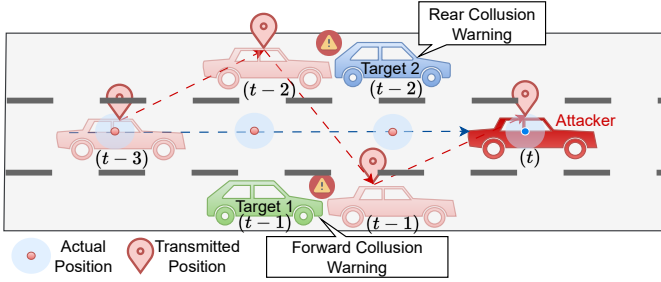 Rear Collusion
Warning
Target 2
(t−2)
(t−2)
Attacker
(t−3)
(t)
Target 1
(t−1)
(t−1)
Actual
Position
Transmitted
Position
Forward Collusion
Warning